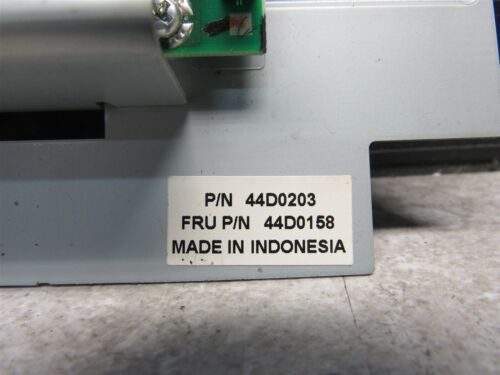 P/N 44D0203
FRU P/N 44D0158
MADE IN INDONESIA